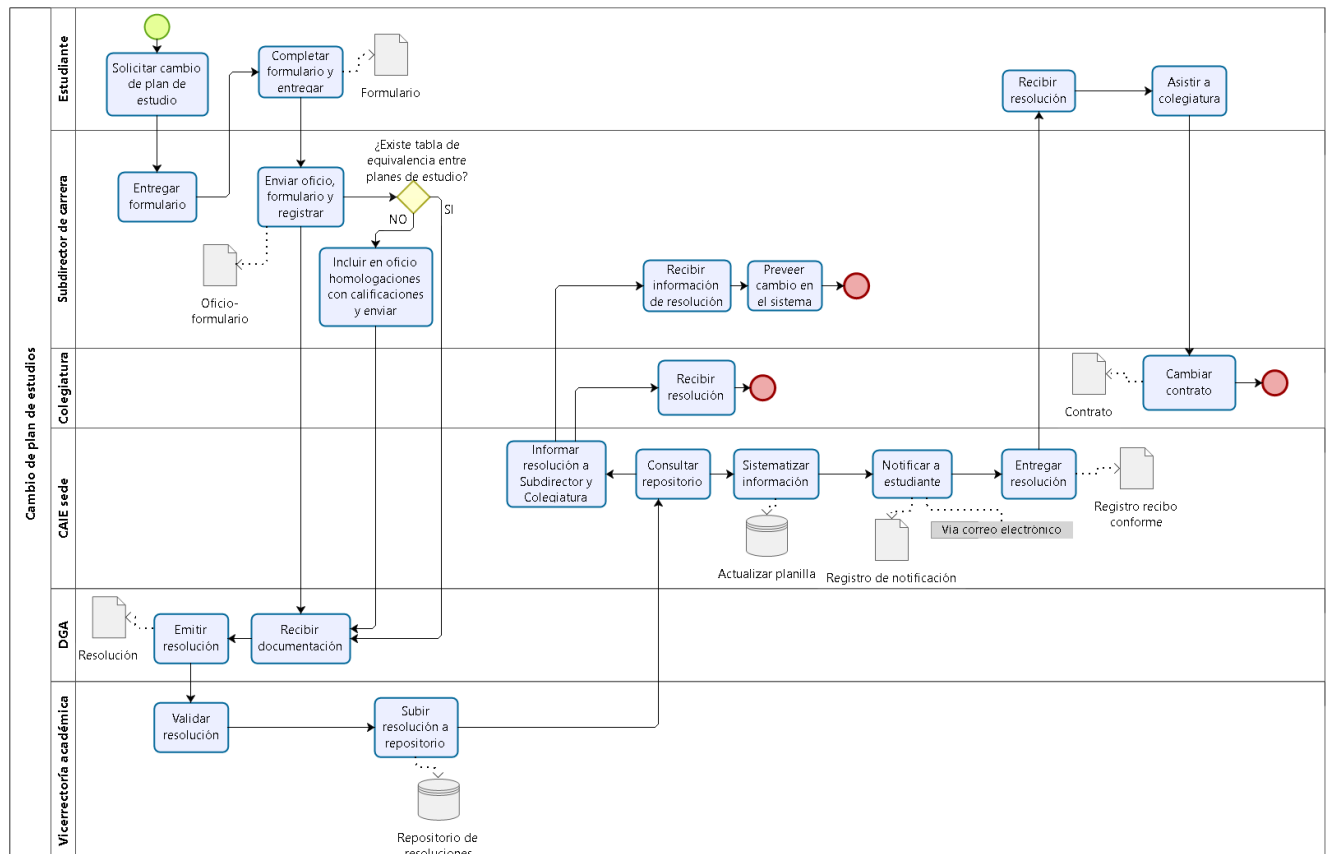 Cambio de plan de estudios
Estudiante
Solicitar cambio
de plan de
estudio
Completar
formulario y
entregar
Formulario
Recibir
resolución
Asistir a
colegiatura
Subdirector de carrera
Entregar
formulario
Enviar oficio,
formulario y
registrar
¿Existe tabla de
equivalencia entre
planes de estudio?
NO
SI
Oficio-
formulario
Incluir en oficio
homologaciones
con calificaciones
y enviar
Recibir
información
de resolución
Preveer
cambio en
el sistema
Colegiatura
Recibir
resolución
Contrato
Cambiar
contrato
CAIE sede
Informar
resolución a
Subdirector y
Colegiatura
Consultar
repositorio
Sistematizar
información
Actualizar planilla
Notificar a
estudiante
Registro de notificación
Vía correo electrónico
Entregar
resolución
Registro recibo
conforme
DGA
Resolución
Emitir
resolución
Recibir
documentación
Vicerrectoría académica
Validar
resolución
Subir
resolución a
repositorio
Repositorio de
resoluciones